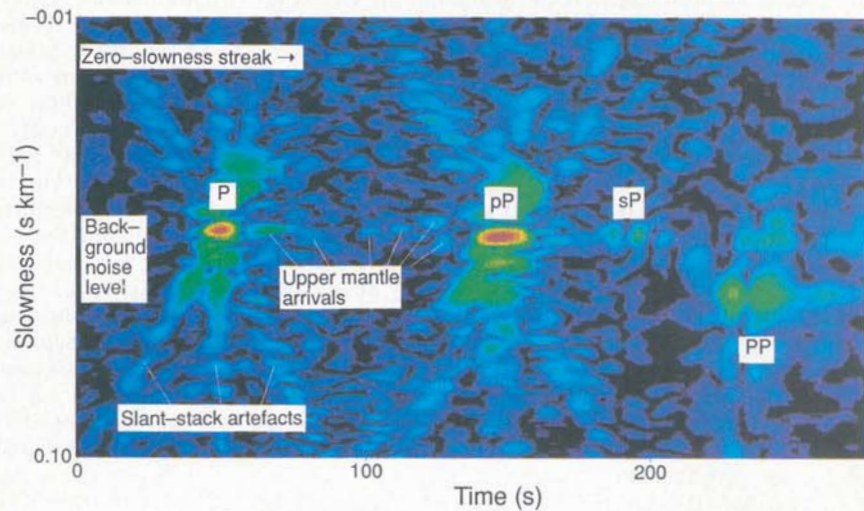 −0.01
Zero–slowness streak →
P
pP
sP
Back–
ground
noise
level
Upper mantle
arrivals
PP
Slant–stack artefacts
Slowness (s km−1)
0.10
0
100
200
Time (s)